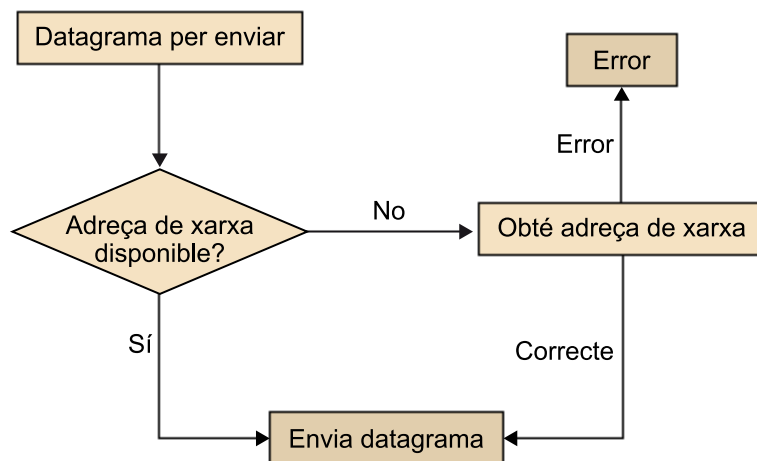 Datagrama per enviar
Error
Error
Adreça de xarxa
disponible?
No
Obté adreça de xarxa
Sí
Correcte
Envia datagrama